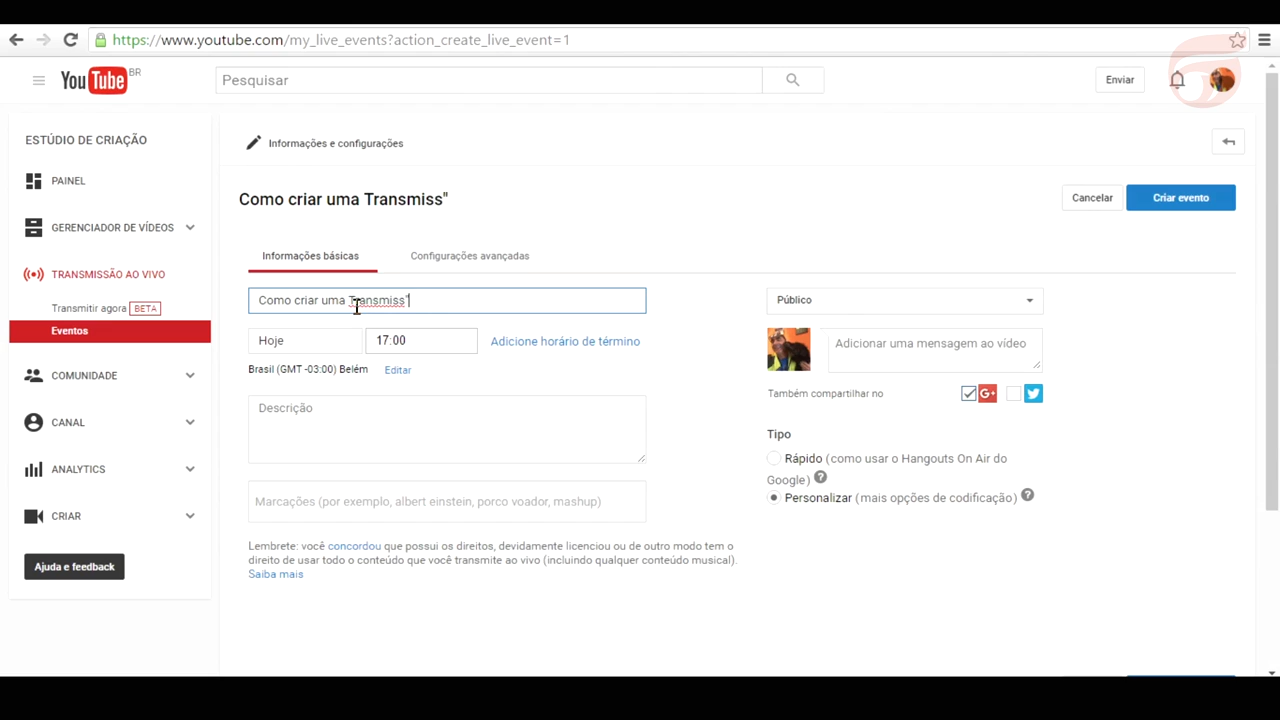 https://www.youtube.com/my_live_events?action_create_live_event=1
YouTube BR
Pesquisar
Enviar
ESTÚDIO DE CRIAÇÃO
PAINEL
GERENCIADOR DE VÍDEOS
TRANSMISSÃO AO VIVO
Transmitir agora BETA
Eventos
COMUNIDADE
CANAL
ANALYTICS
CRIAR
Ajuda e feedback
Informações e configurações
Como criar uma Transmiss"
Cancelar
Criar evento
Informações básicas
Configurações avançadas
Como criar uma Transmiss"
Hoje
17:00
Adicione horário de término
Brasil (GMT -03:00) Belém
Editar
Descrição
Marcações (por exemplo, albert einstein, porco voador, mashup)
Lembrete: você concordou que possui os direitos, devidamente licenciou ou de outro modo tem o
direito de usar todo o conteúdo que você transmite ao vivo (incluindo qualquer conteúdo musical).
Saiba mais
Público
Adicionar uma mensagem ao vídeo
Também compartilhar no
G+
Tipo
Rápido (como usar o Hangouts On Air do
Google) ?
Personalizar (mais opções de codificação) ?